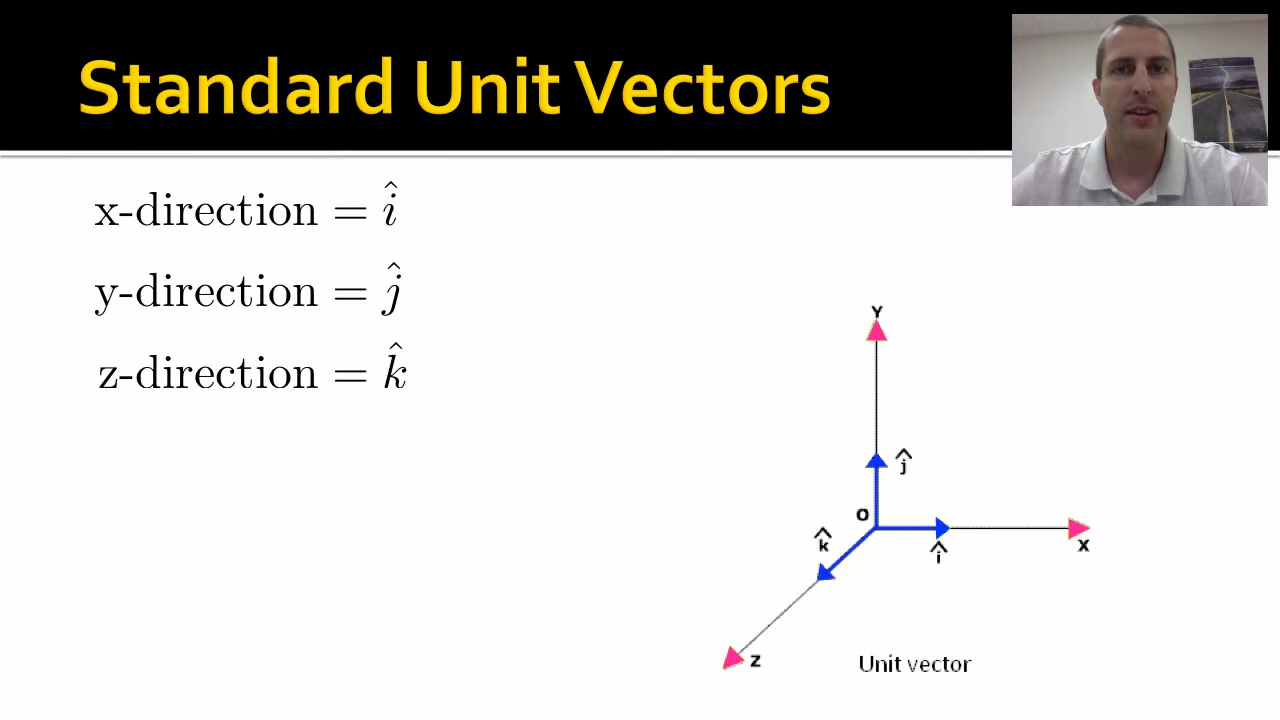 Standard Unit Vectors
x-direction = î
y-direction = ĵ
z-direction = k̂
Y
ĵ
O
k̂
î
X
Z
Unit vector